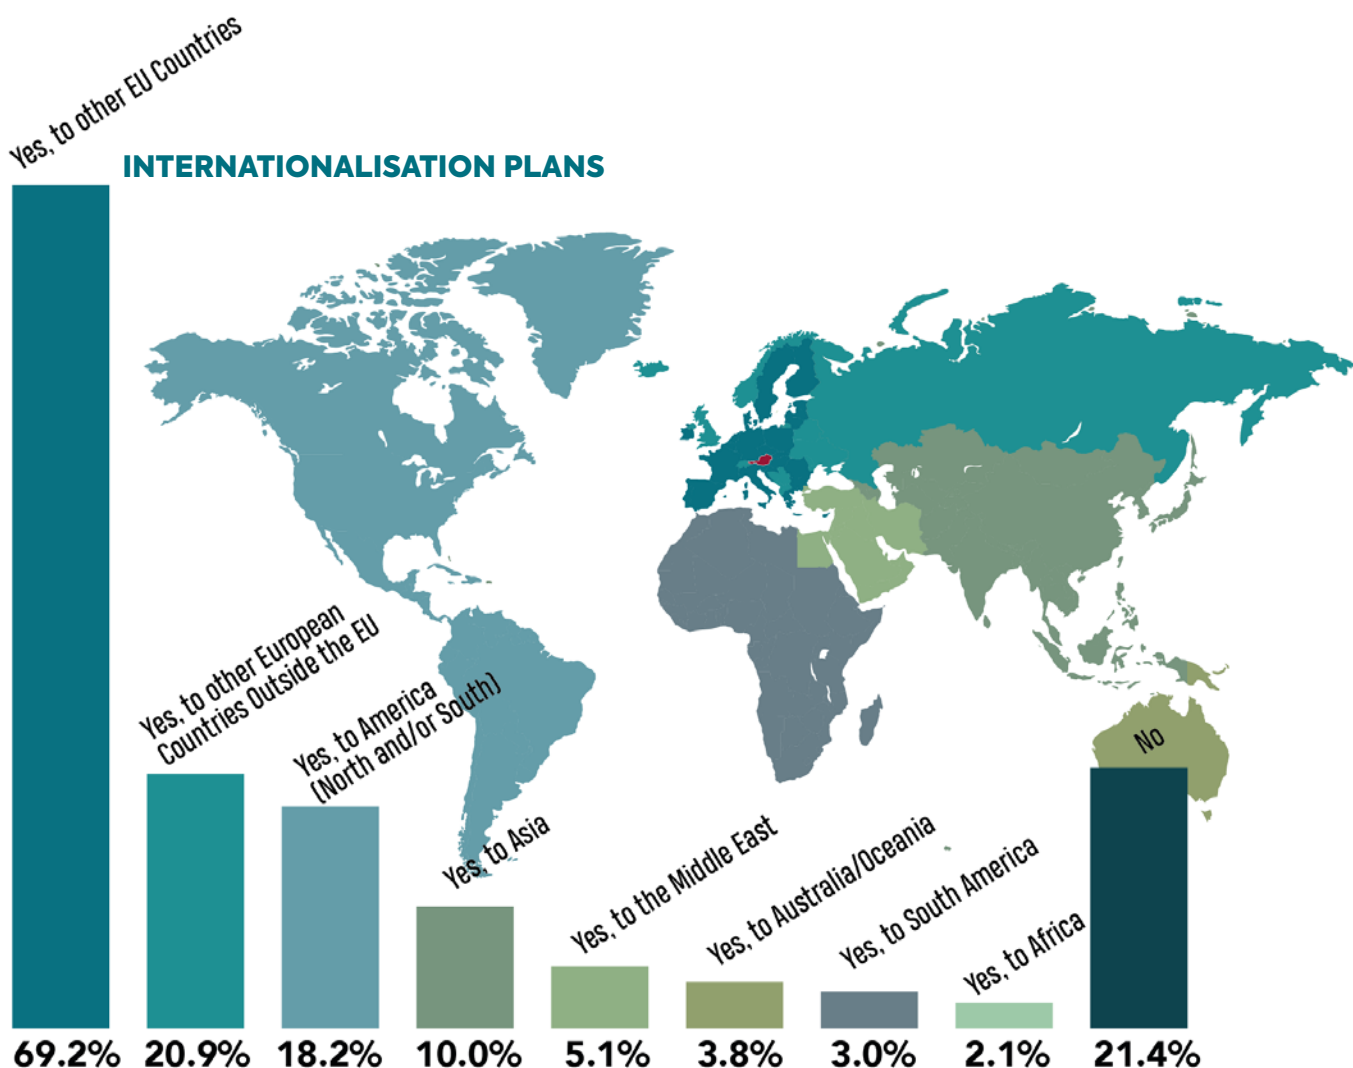 Yes, to other EU Countries
INTERNATIONALISATION PLANS
Yes, to other European
Countries Outside the EU
Yes, to America
(North and/or South)
Yes, to Asia
Yes, to the Middle East
Yes, to Australia/Oceania
Yes, to South America
Yes, to Africa
No
69.2%
20.9%
18.2%
10.0%
5.1%
3.8%
3.0%
2.1%
21.4%